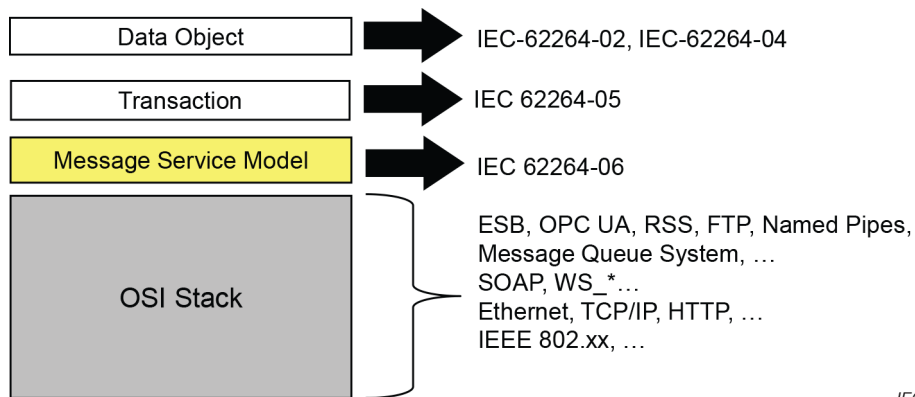 Data Object
IEC-62264-02, IEC-62264-04
Transaction
IEC 62264-05
Message Service Model
IEC 62264-06
OSI Stack
ESB, OPC UA, RSS, FTP, Named Pipes,
Message Queue System, …
SOAP, WS_*…
Ethernet, TCP/IP, HTTP, …
IEEE 802.xx, …